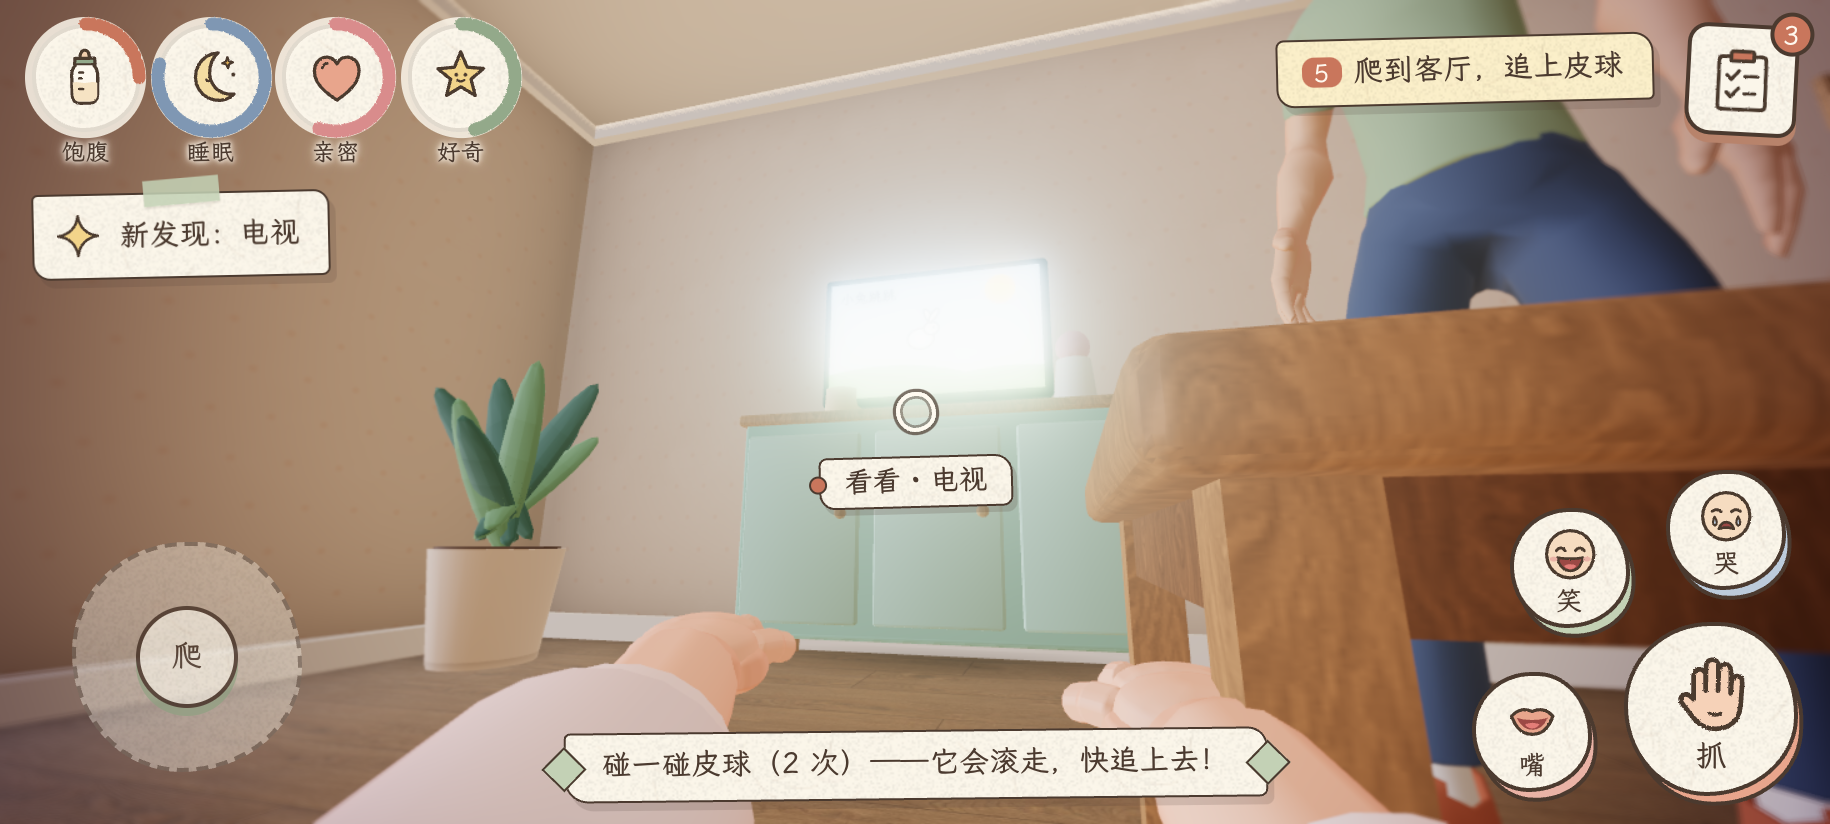 饱腹
睡眠
亲密
好奇
5 爬到客厅，追上皮球
3
新发现：电视
看看·电视
爬
笑
哭
嘴
抓
碰一碰皮球（2 次）——它会滚走，快追上去！